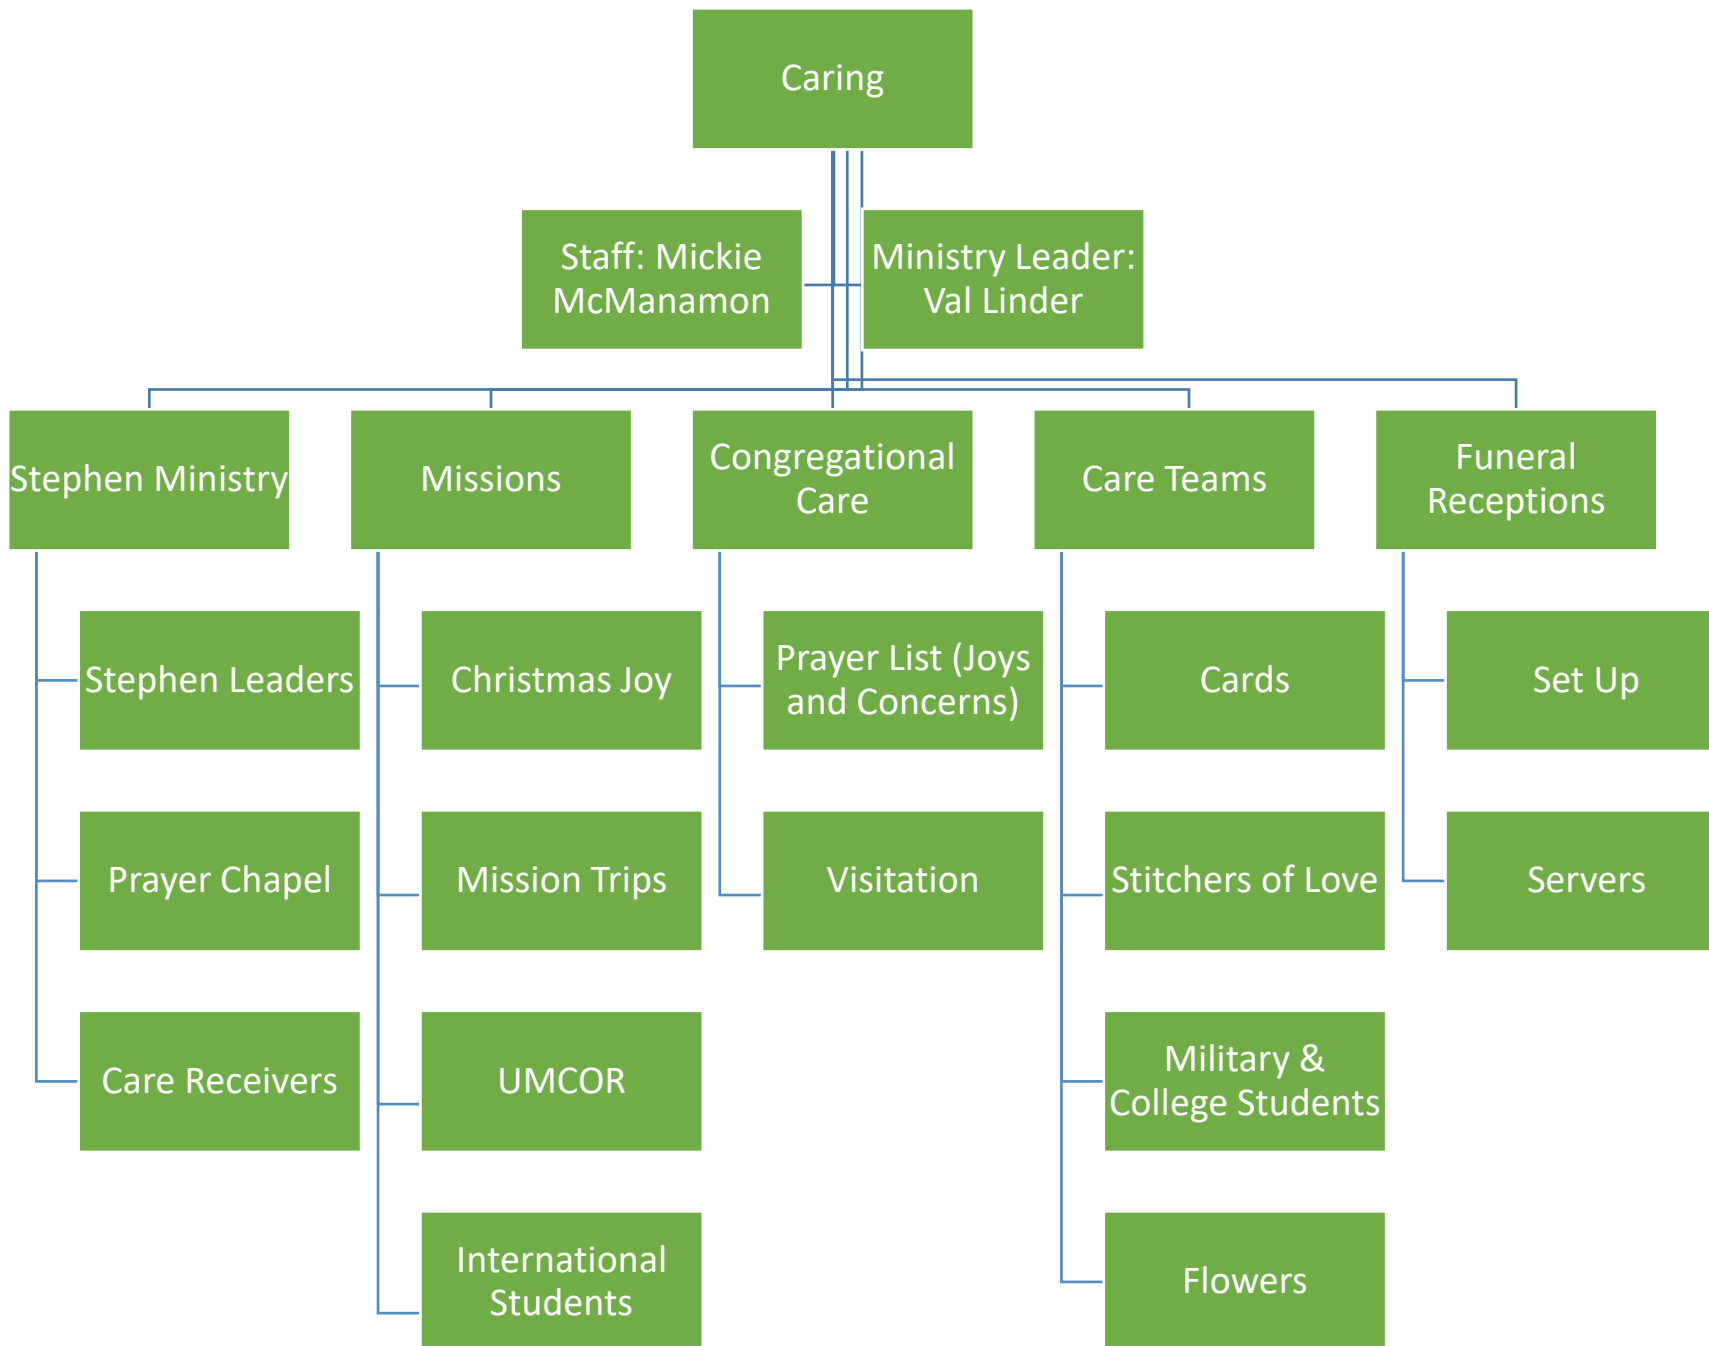 Caring
Staff: Mickie
McManamon
Ministry Leader:
Val Linder
Stephen Ministry
Missions
Congregational
Care
Care Teams
Funeral
Receptions
Stephen Leaders
Prayer Chapel
Care Receivers
Christmas Joy
Mission Trips
UMCOR
International
Students
Prayer List (Joys
and Concerns)
Visitation
Cards
Stitchers of Love
Military &
College Students
Flowers
Set Up
Servers